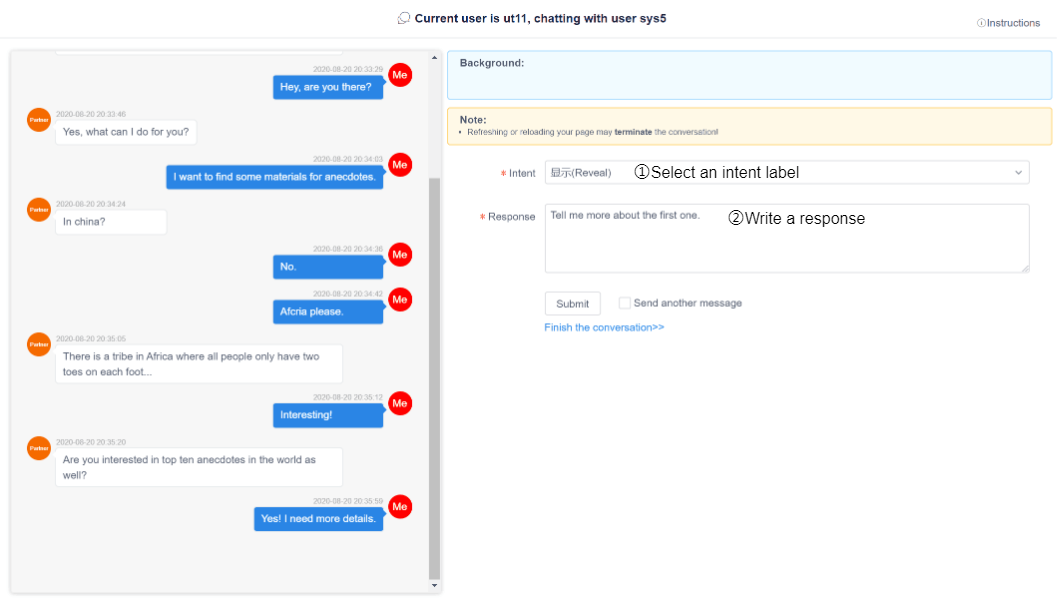 Current user is ut11, chatting with user sys5
Instructions
2020-08-20 20:33:29
Me
Hey, are you there?
2020-08-20 20:33:46
Partner
Yes, what can I do for you?
2020-08-20 20:34:03
Me
I want to find some materials for anecdotes.
2020-08-20 20:34:24
Partner
In china?
2020-08-20 20:34:38
Me
No.
2020-08-20 20:34:42
Me
Afcria please.
2020-08-20 20:35:05
Partner
There is a tribe in Africa where all people only have two
toes on each foot...
2020-08-20 20:35:12
Me
Interesting!
2020-08-20 20:35:20
Partner
Are you interested in top ten anecdotes in the world as
well?
2020-08-20 20:35:59
Me
Yes! I need more details.
Background:
Note:
• Refreshing or reloading your page may terminate the conversation!
* Intent 显示(Reveal) ①Select an intent label
* Response Tell me more about the first one. ②Write a response
Submit Send another message
Finish the conversation>>